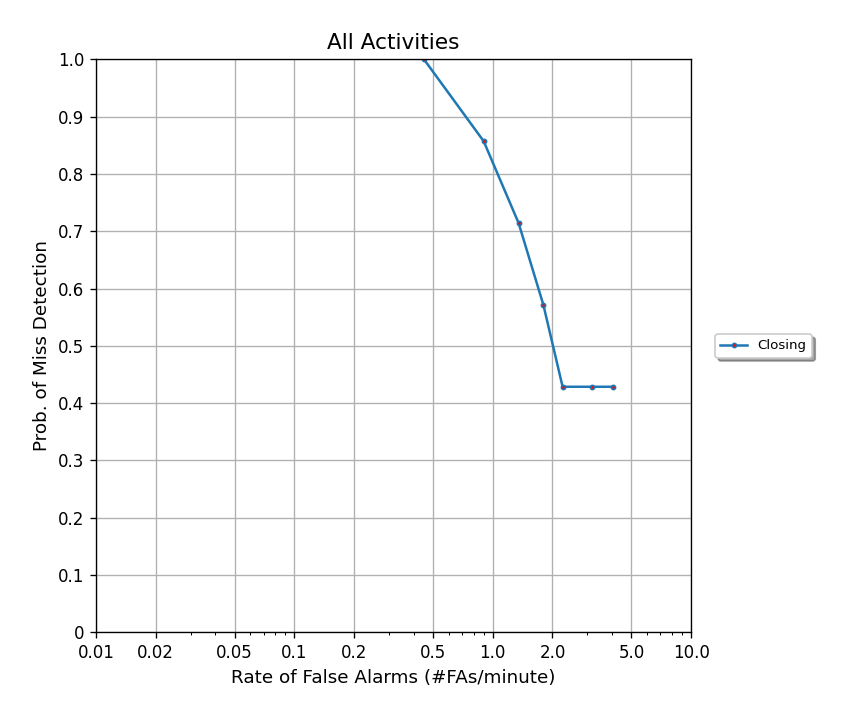 All Activities
1.0
0.9
0.8
0.7
0.6
0.5
0.4
0.3
0.2
0.1
0
Prob. of Miss Detection
0.01 0.02 0.05 0.1 0.2 0.5 1.0 2.0 5.0 10.0
Rate of False Alarms (#FAs/minute)
Closing